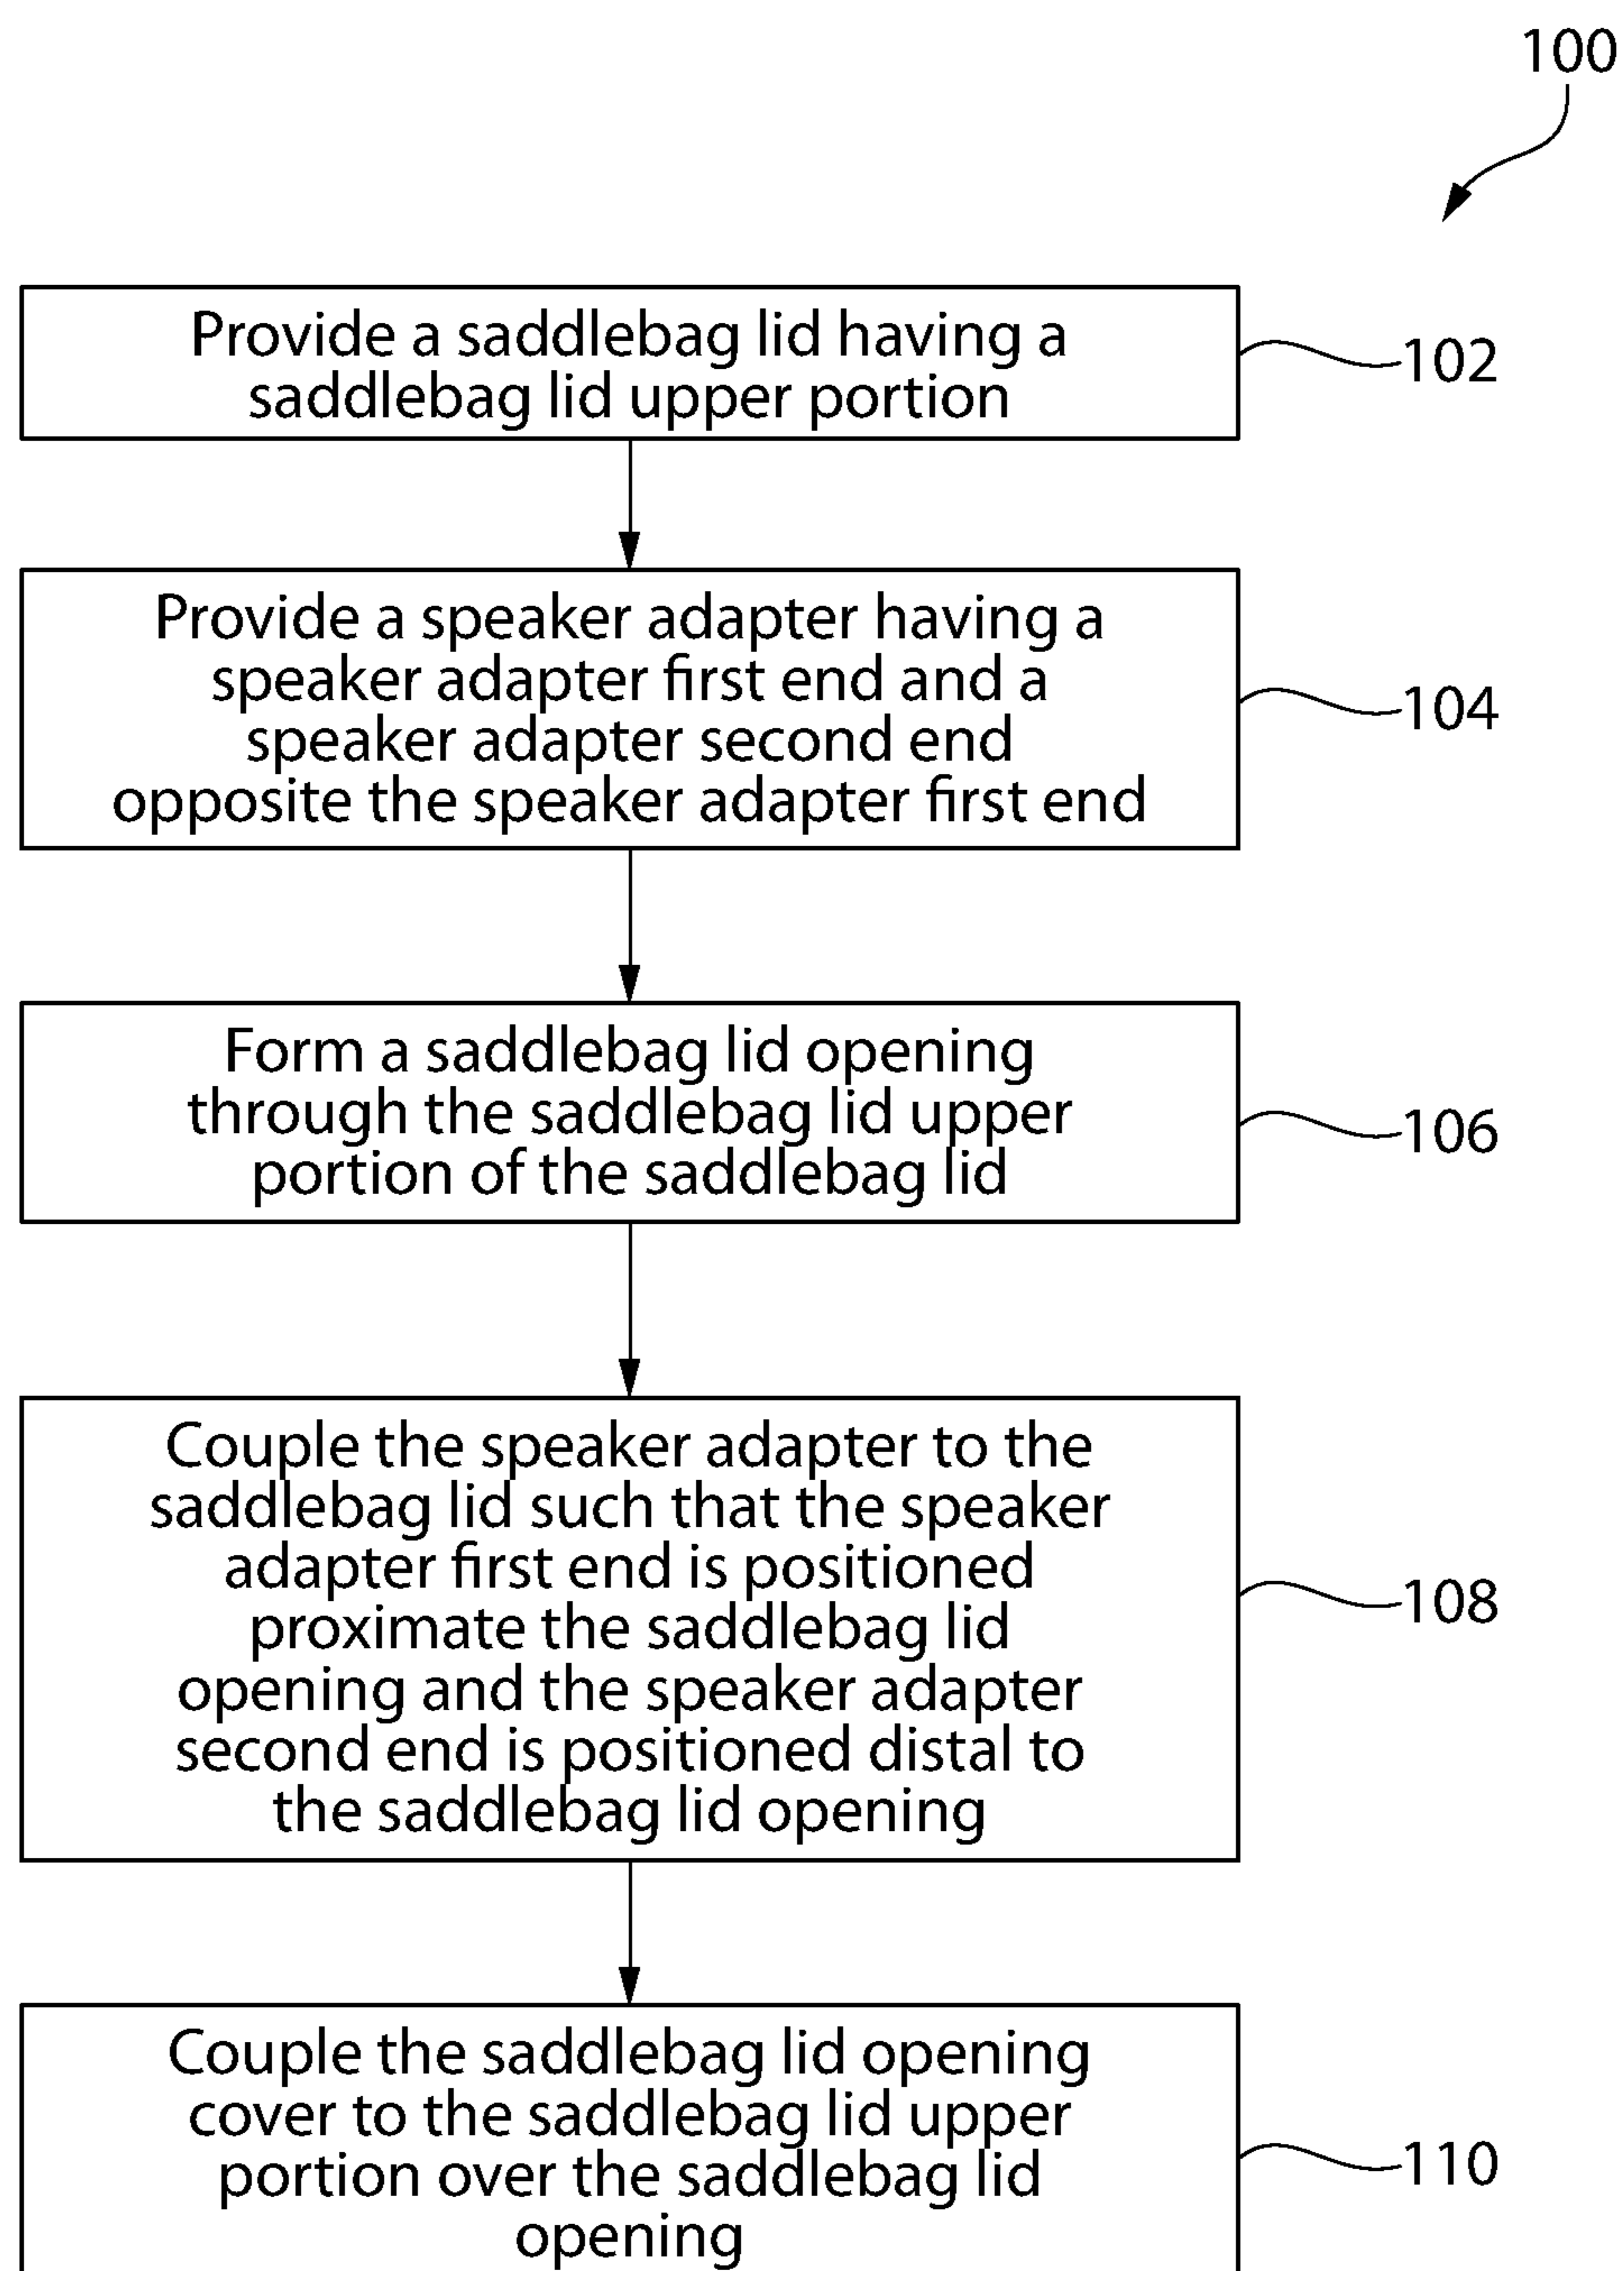 100
Provide a saddlebag lid having a
saddlebag lid upper portion
102
Provide a speaker adapter having a
speaker adapter first end and a
speaker adapter second end
opposite the speaker adapter first end
104
Form a saddlebag lid opening
through the saddlebag lid upper
portion of the saddlebag lid
106
Couple the speaker adapter to the
saddlebag lid such that the speaker
adapter first end is positioned
proximate the saddlebag lid
opening and the speaker adapter
second end is positioned distal to
the saddlebag lid opening
108
Couple the saddlebag lid opening
cover to the saddlebag lid upper
portion over the saddlebag lid
opening
110